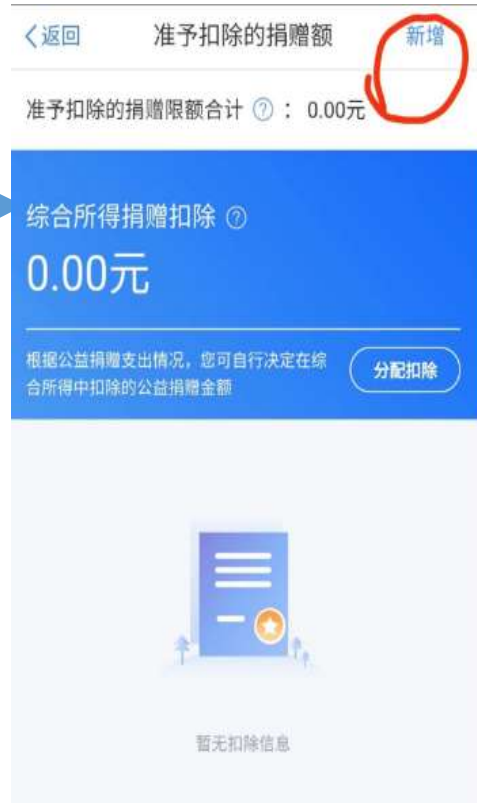 返回 准予扣除的捐赠额 新增
准予扣除的捐赠限额合计 ? : 0.00元
综合所得捐赠扣除 ?
0.00元
根据公益捐赠支出情况，您可自行决定在综
合所得中扣除的公益捐赠金额
分配扣除
暂无扣除信息